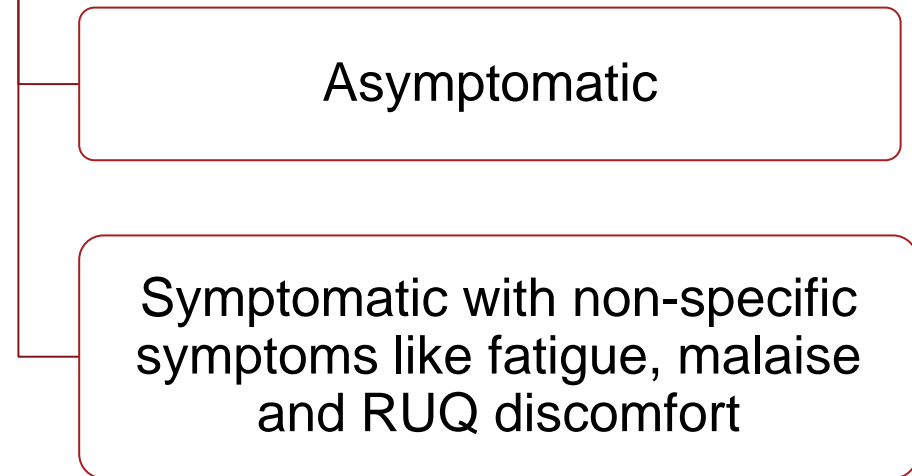 Asymptomatic
Symptomatic with non-specific
symptoms like fatigue, malaise
and RUQ discomfort